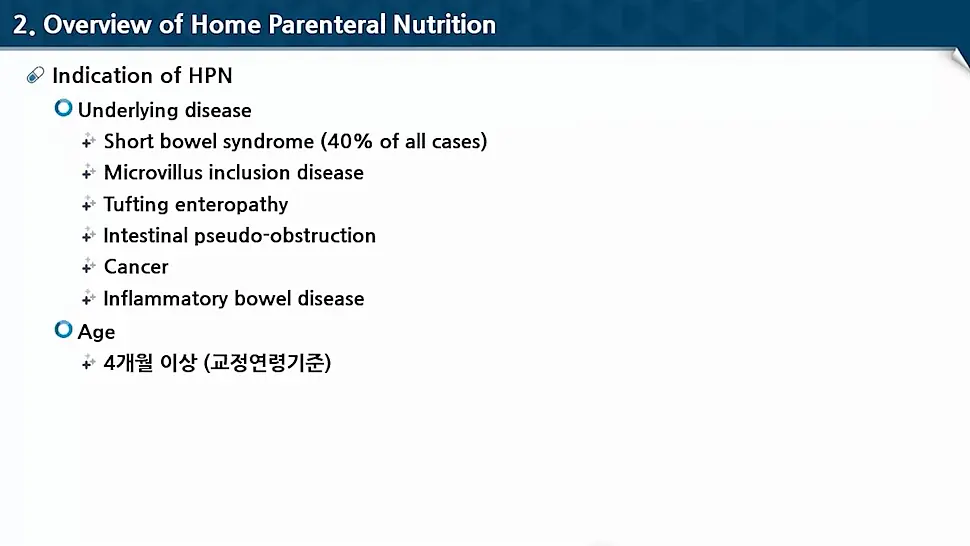 2. Overview of Home Parenteral Nutrition
Indication of HPN
Underlying disease
Short bowel syndrome (40% of all cases)
Microvillus inclusion disease
Tufting enteropathy
Intestinal pseudo-obstruction
Cancer
Inflammatory bowel disease
Age
4개월 이상 (교정연령기준)